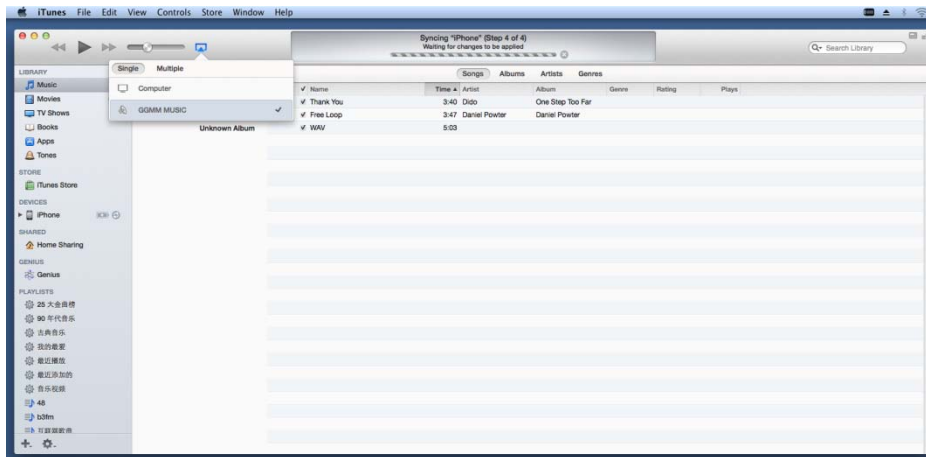 iTunes File Edit View Controls Store Window Help
Syncing "iPhone" (Step 4 of 4)
Waiting for changes to be applied
Search Library
Single Multiple
Computer
GGMM MUSIC
Songs Albums Artists Genres
LIBRARY
Music
Movies
TV Shows
Books
Apps
Tones
STORE
iTunes Store
DEVICES
iPhone
SHARED
Home Sharing
GENIUS
Genius
PLAYLISTS
25 大金曲榜
90 年代音乐
古典音乐
我的最爱
最近播放
最近添加的
音乐视频
48
b3fm
互联网歌曲
Unknown Album
Name Time Artist Album Genre Rating Plays
Thank You 3:40 Dido One Step Too Far
Free Loop 3:47 Daniel Powter Daniel Powter
WAV 5:03